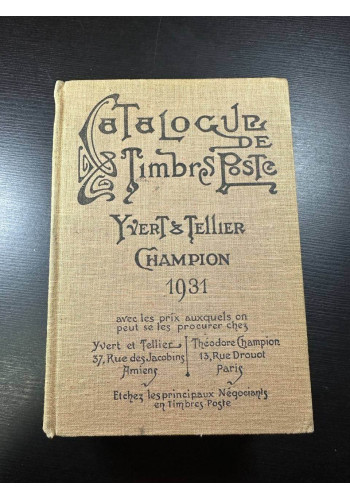 Catalogue
de
Timbres Poste
Yvert & Tellier
Champion
1931
avec les prix auxquels on
peut se les procurer chez
Yvert et Tellier
37, Rue des Jacobins
Amiens
Théodore Champion
13, Rue Drouot
Paris
Et chez les principaux Négociants
en Timbres-Poste